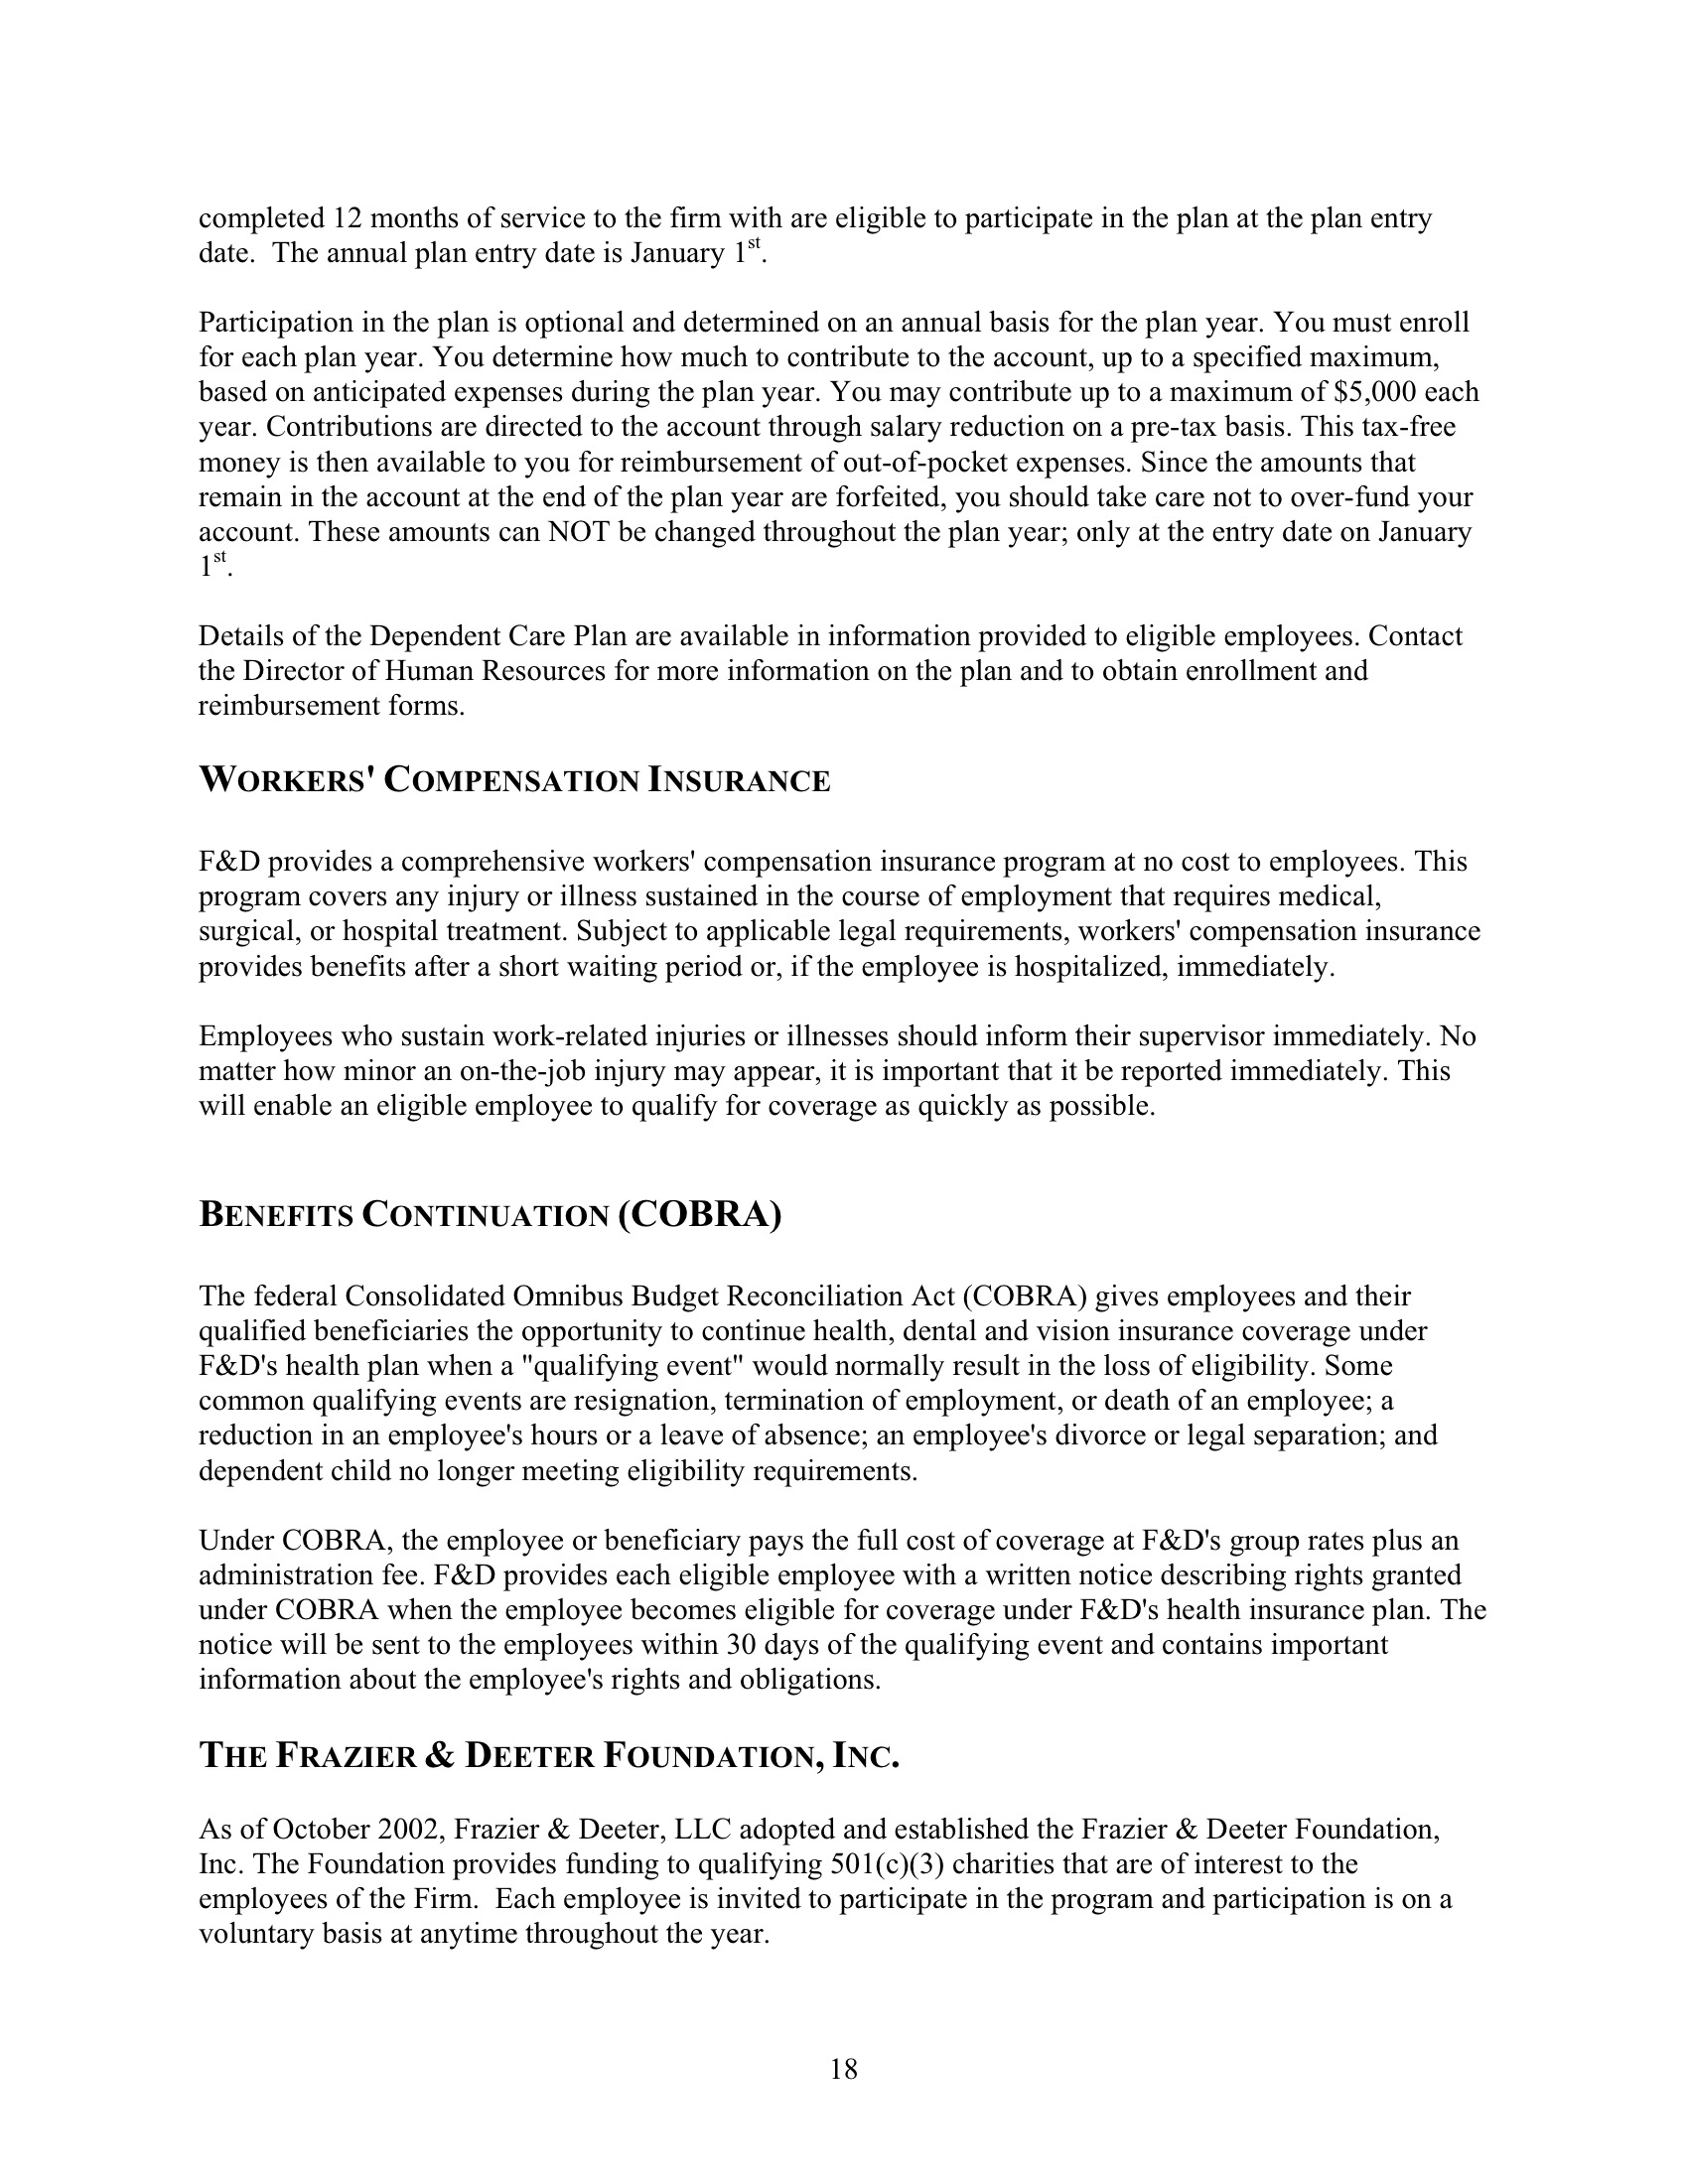 completed 12 months of service to the firm with are eligible to participate in the plan at the plan entry
date.  The annual plan entry date is January 1st.
Participation in the plan is optional and determined on an annual basis for the plan year. You must enroll
for each plan year. You determine how much to contribute to the account, up to a specified maximum,
based on anticipated expenses during the plan year. You may contribute up to a maximum of $5,000 each
year. Contributions are directed to the account through salary reduction on a pre-tax basis. This tax-free
money is then available to you for reimbursement of out-of-pocket expenses. Since the amounts that
remain in the account at the end of the plan year are forfeited, you should take care not to over-fund your
account. These amounts can NOT be changed throughout the plan year; only at the entry date on January
1st.
Details of the Dependent Care Plan are available in information provided to eligible employees. Contact
the Director of Human Resources for more information on the plan and to obtain enrollment and
reimbursement forms.
WORKERS' COMPENSATION INSURANCE
F&D provides a comprehensive workers' compensation insurance program at no cost to employees. This
program covers any injury or illness sustained in the course of employment that requires medical,
surgical, or hospital treatment. Subject to applicable legal requirements, workers' compensation insurance
provides benefits after a short waiting period or, if the employee is hospitalized, immediately.
Employees who sustain work-related injuries or illnesses should inform their supervisor immediately. No
matter how minor an on-the-job injury may appear, it is important that it be reported immediately. This
will enable an eligible employee to qualify for coverage as quickly as possible.
BENEFITS CONTINUATION (COBRA)
The federal Consolidated Omnibus Budget Reconciliation Act (COBRA) gives employees and their
qualified beneficiaries the opportunity to continue health, dental and vision insurance coverage under
F&D's health plan when a "qualifying event" would normally result in the loss of eligibility. Some
common qualifying events are resignation, termination of employment, or death of an employee; a
reduction in an employee's hours or a leave of absence; an employee's divorce or legal separation; and
dependent child no longer meeting eligibility requirements.
Under COBRA, the employee or beneficiary pays the full cost of coverage at F&D's group rates plus an
administration fee. F&D provides each eligible employee with a written notice describing rights granted
under COBRA when the employee becomes eligible for coverage under F&D's health insurance plan. The
notice will be sent to the employees within 30 days of the qualifying event and contains important
information about the employee's rights and obligations.
THE FRAZIER & DEETER FOUNDATION, INC.
As of October 2002, Frazier & Deeter, LLC adopted and established the Frazier & Deeter Foundation,
Inc. The Foundation provides funding to qualifying 501(c)(3) charities that are of interest to the
employees of the Firm.  Each employee is invited to participate in the program and participation is on a
voluntary basis at anytime throughout the year.
18